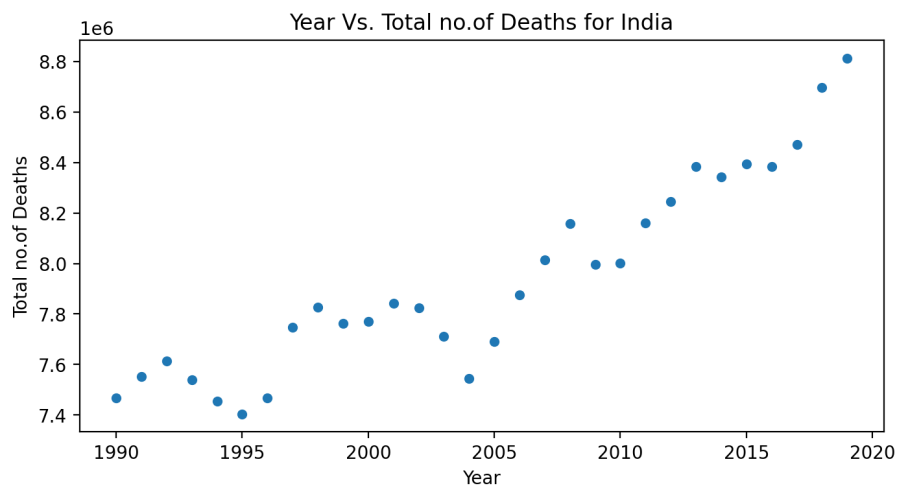 Year Vs. Total no.of Deaths for India
1e6
8.8
8.6
8.4
8.2
8.0
7.8
7.6
7.4
Total no.of Deaths
1990 1995 2000 2005 2010 2015 2020
Year